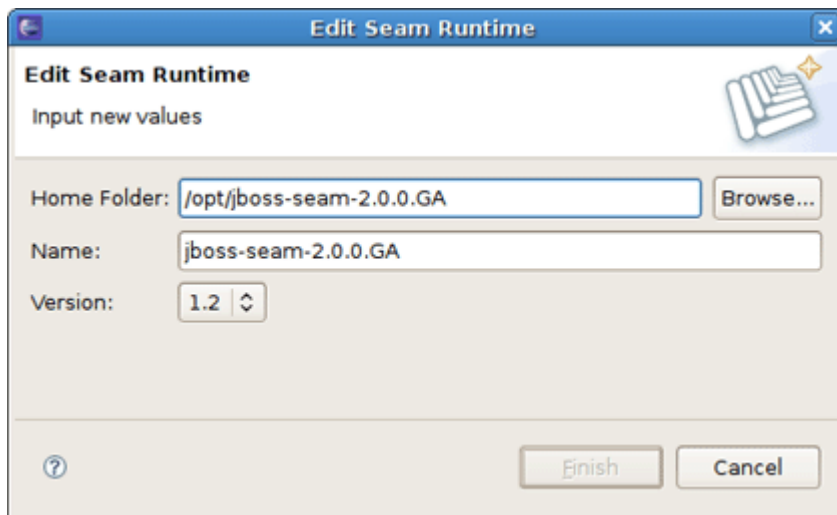 Edit Seam Runtime
Edit Seam Runtime
Input new values
Home Folder: /opt/jboss-seam-2.0.0.GA Browse...
Name: jboss-seam-2.0.0.GA
Version: 1.2
? Finish Cancel